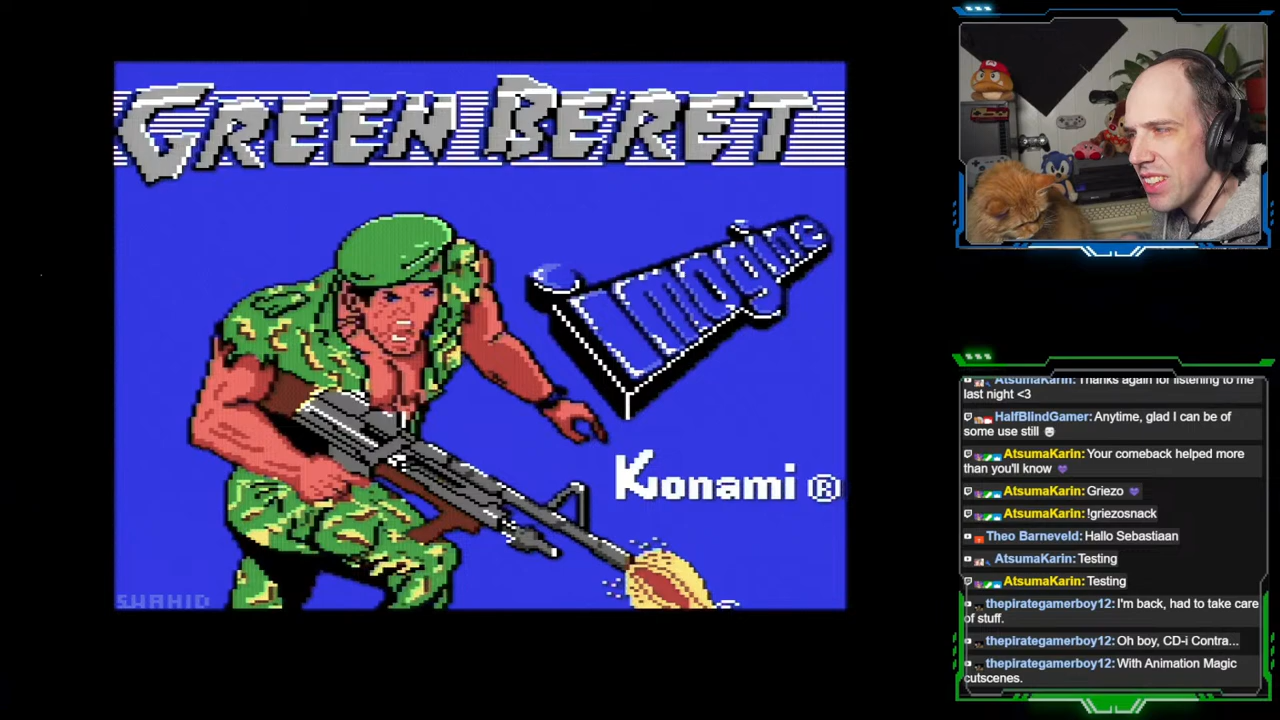 GREEN BERET
imagine
Konami ®
SHAHID
AtsumaKarin: Thanks again for listening to me
last night <3
HalfBlindGamer: Anytime, glad I can be of
some use still
AtsumaKarin: Your comeback helped more
than you'll know 💜
AtsumaKarin: Griezo 💜
AtsumaKarin: !griezosnack
Theo Barneveld: Hallo Sebastiaan
AtsumaKarin: Testing
AtsumaKarin: Testing
thepirategamerboy12: I'm back, had to take care
of stuff.
thepirategamerboy12: Oh boy, CD-i Contra...
thepirategamerboy12: With Animation Magic
cutscenes.